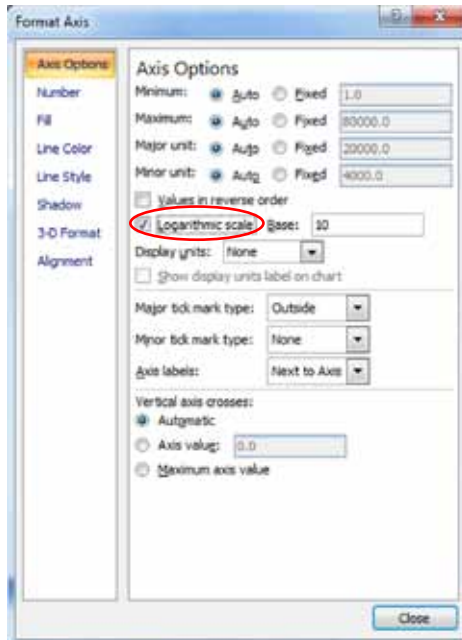 Format Axis
Axis Options
Number
Fill
Line Color
Line Style
Shadow
3-D Format
Alignment
Axis Options
Minimum: Auto Fixed 1.0
Maximum: Auto Fixed 80000.0
Major unit: Auto Fixed 20000.0
Minor unit: Auto Fixed 4000.0
Values in reverse order
Logarithmic scale Base: 10
Display units: None
Show display units label on chart
Major tick mark type: Outside
Minor tick mark type: None
Axis labels: Next to Axis
Vertical axis crosses:
Automatic
Axis value: 0.0
Maximum axis value
Close